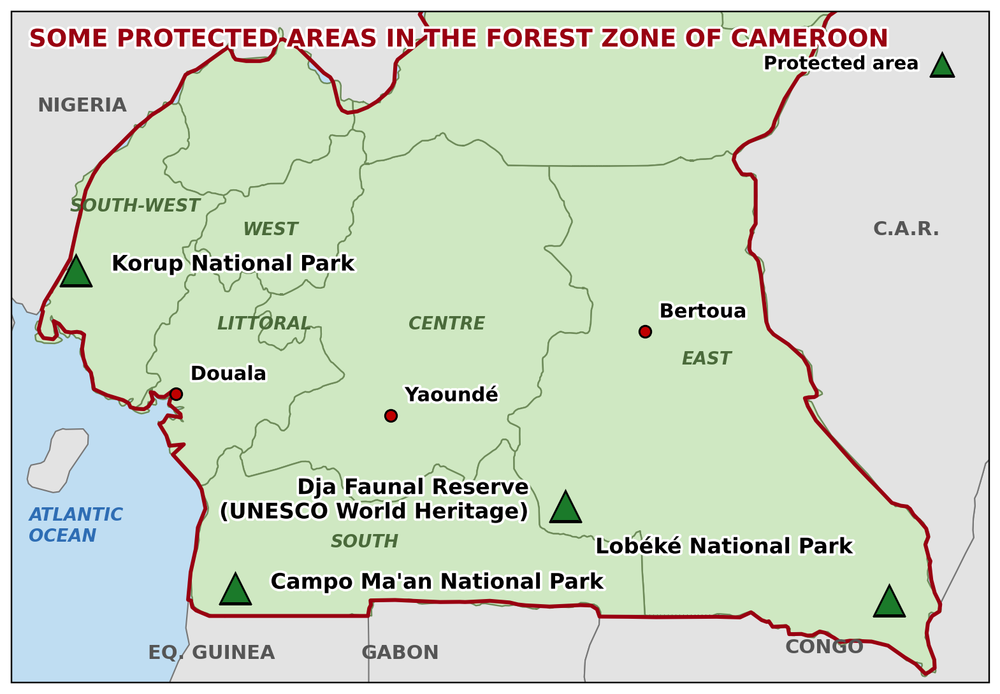 SOME PROTECTED AREAS IN THE FOREST ZONE OF CAMEROON
Protected area
NIGERIA
SOUTH-WEST
WEST
C.A.R.
Korup National Park
Bertoua
LITTORAL
CENTRE
EAST
Douala
Yaoundé
Dja Faunal Reserve
(UNESCO World Heritage)
ATLANTIC
OCEAN
SOUTH
Lobéké National Park
Campo Ma'an National Park
EQ. GUINEA
GABON
CONGO